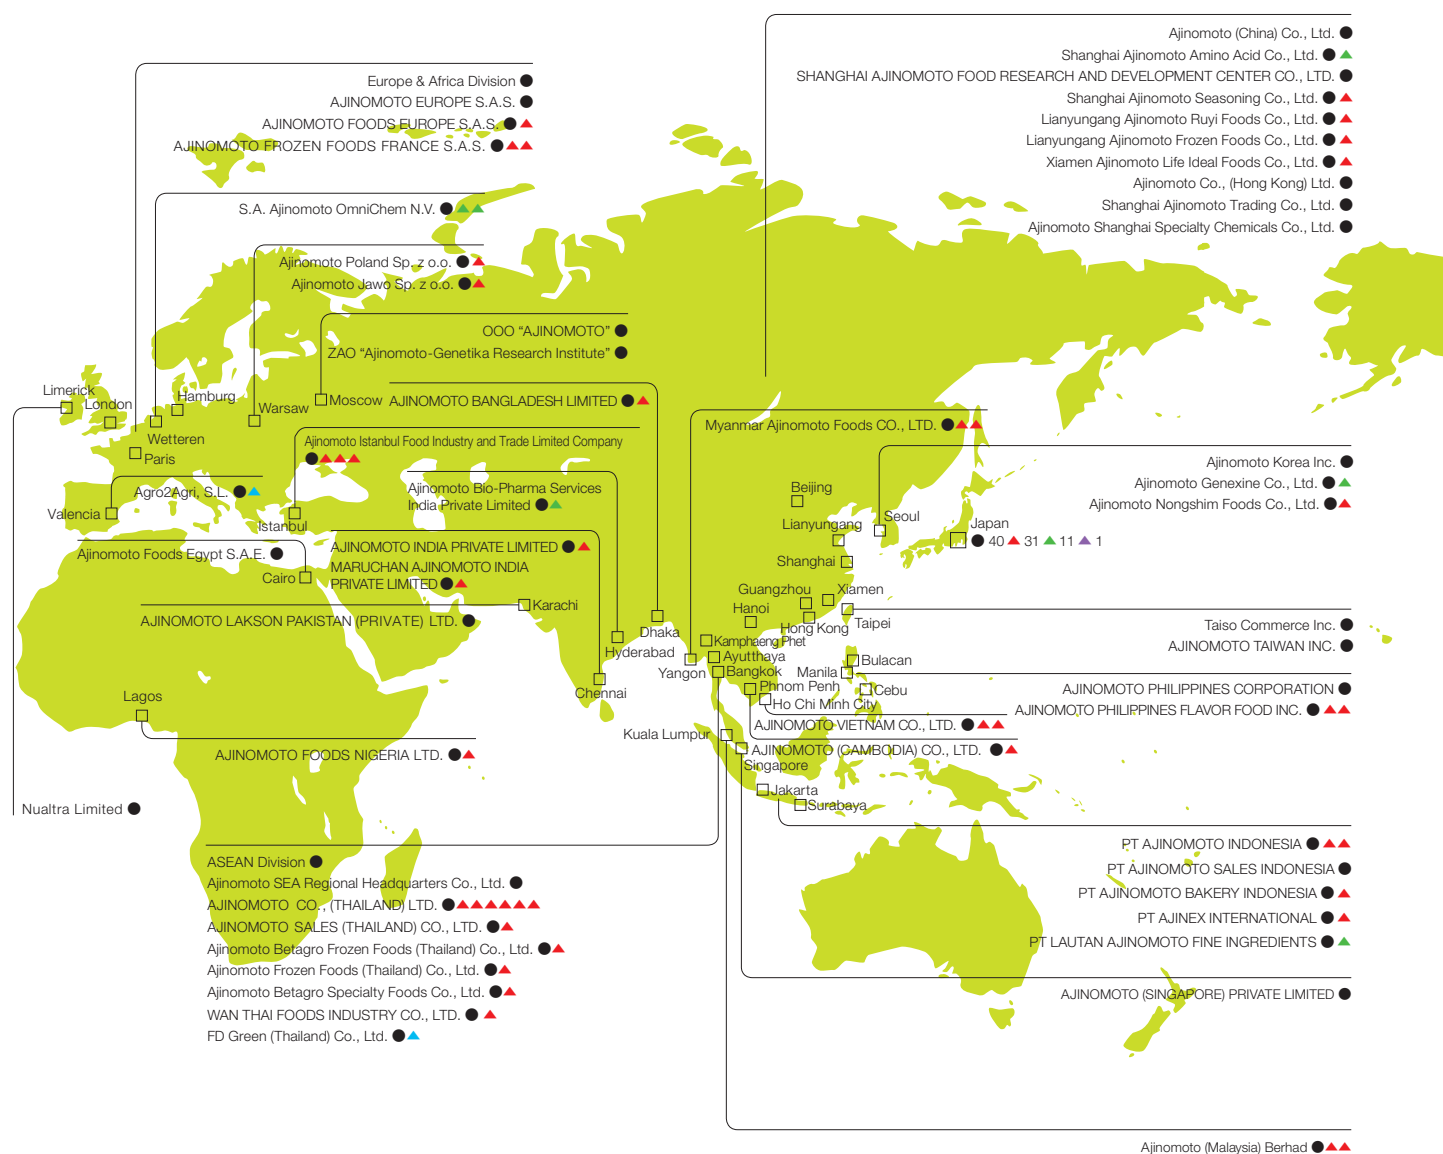 Ajinomoto (China) Co., Ltd.
Shanghai Ajinomoto Amino Acid Co., Ltd.
SHANGHAI AJINOMOTO FOOD RESEARCH AND DEVELOPMENT CENTER CO., LTD.
Shanghai Ajinomoto Seasoning Co., Ltd.
Lianyungang Ajinomoto Ruyi Foods Co., Ltd.
Lianyungang Ajinomoto Frozen Foods Co., Ltd.
Xiamen Ajinomoto Life Ideal Foods Co., Ltd.
Ajinomoto Co., (Hong Kong) Ltd.
Shanghai Ajinomoto Trading Co., Ltd.
Ajinomoto Shanghai Specialty Chemicals Co., Ltd.
Europe & Africa Division
AJINOMOTO EUROPE S.A.S.
AJINOMOTO FOODS EUROPE S.A.S.
AJINOMOTO FROZEN FOODS FRANCE S.A.S.
S.A. Ajinomoto OmniChem N.V.
Ajinomoto Poland Sp. z o.o.
Ajinomoto Jawo Sp. z o.o.
OOO “AJINOMOTO”
ZAO “Ajinomoto-Genetika Research Institute”
Limerick
London
Hamburg
Warsaw
Moscow
AJINOMOTO BANGLADESH LIMITED
Wetteren
Paris
Ajinomoto Istanbul Food Industry and Trade Limited Company
Myanmar Ajinomoto Foods CO., LTD.
Agro2Agri, S.L.
Valencia
Istanbul
Ajinomoto Bio-Pharma Services
India Private Limited
Beijing
Lianyungang
Seoul
Shanghai
Japan
40 31 11 1
Ajinomoto Korea Inc.
Ajinomoto Genexine Co., Ltd.
Ajinomoto Nongshim Foods Co., Ltd.
Ajinomoto Foods Egypt S.A.E.
Cairo
AJINOMOTO INDIA PRIVATE LIMITED
MARUCHAN AJINOMOTO INDIA
PRIVATE LIMITED
Karachi
AJINOMOTO LAKSON PAKISTAN (PRIVATE) LTD.
Guangzhou
Xiamen
Hanoi
Hong Kong
Taipei
Dhaka
Hyderabad
Kamphaeng Phet
Ayutthaya
Yangon
Bangkok
Chennai
Phnom Penh
Ho Chi Minh City
Bulacan
Manila
Cebu
Taiso Commerce Inc.
AJINOMOTO TAIWAN INC.
AJINOMOTO PHILIPPINES CORPORATION
AJINOMOTO PHILIPPINES FLAVOR FOOD INC.
AJINOMOTO VIETNAM CO., LTD.
AJINOMOTO (CAMBODIA) CO., LTD.
Kuala Lumpur
Singapore
Jakarta
Surabaya
Lagos
AJINOMOTO FOODS NIGERIA LTD.
Nualtra Limited
ASEAN Division
Ajinomoto SEA Regional Headquarters Co., Ltd.
AJINOMOTO CO., (THAILAND) LTD.
AJINOMOTO SALES (THAILAND) CO., LTD.
Ajinomoto Betagro Frozen Foods (Thailand) Co., Ltd.
Ajinomoto Frozen Foods (Thailand) Co., Ltd.
Ajinomoto Betagro Specialty Foods Co., Ltd.
WAN THAI FOODS INDUSTRY CO., LTD.
FD Green (Thailand) Co., Ltd.
PT AJINOMOTO INDONESIA
PT AJINOMOTO SALES INDONESIA
PT AJINOMOTO BAKERY INDONESIA
PT AJINEX INTERNATIONAL
PT LAUTAN AJINOMOTO FINE INGREDIENTS
AJINOMOTO (SINGAPORE) PRIVATE LIMITED
Ajinomoto (Malaysia) Berhad